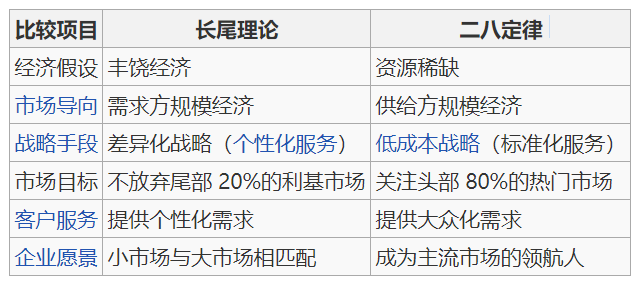 比较项目 长尾理论 二八定律
经济假设 丰饶经济 资源稀缺
市场导向 需求方规模经济 供给方规模经济
战略手段 差异化战略（个性化服务） 低成本战略（标准化服务）
市场目标 不放弃尾部 20%的利基市场 关注头部 80%的热门市场
客户服务 提供个性化需求 提供大众化需求
企业愿景 小市场与大市场相匹配 成为主流市场的领航人